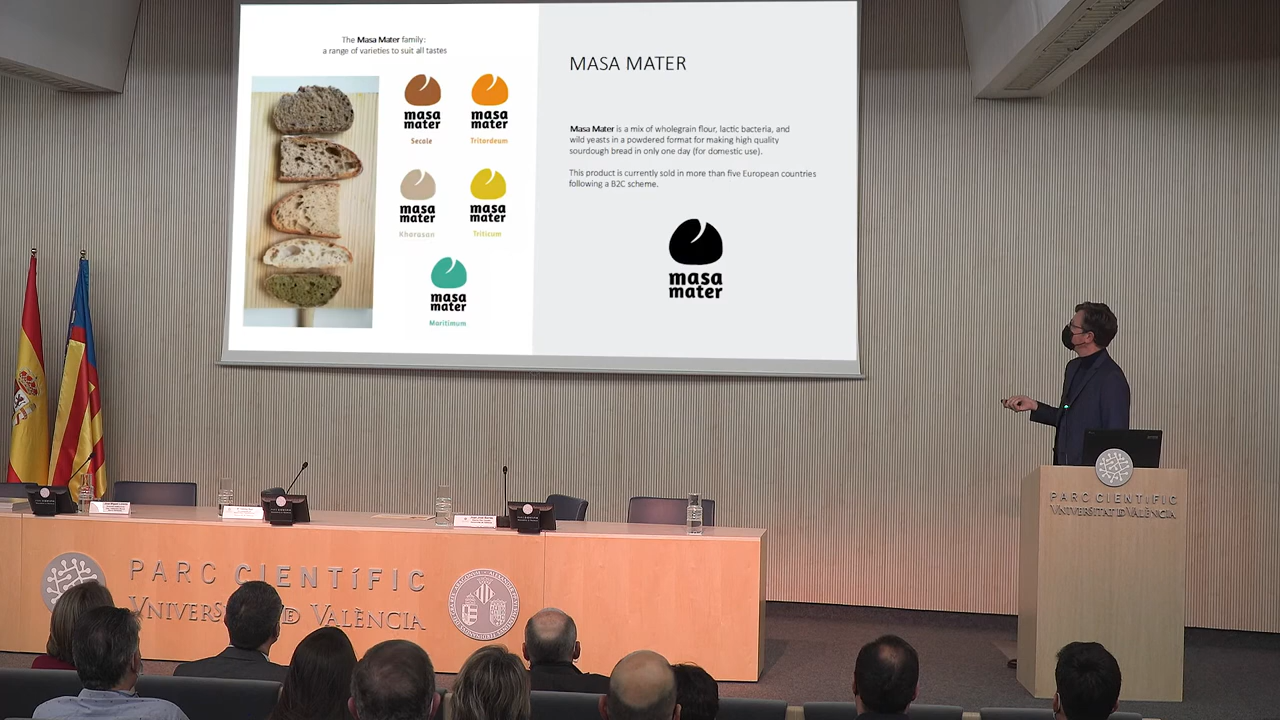 The Masa Mater family:
a range of varieties to suit all tastes
masa
mater
Secale
masa
mater
Tritordeum
masa
mater
Khorasan
masa
mater
Triticum
masa
mater
Maritimum
MASA MATER
Masa Mater is a mix of wholegrain flour, lactic bacteria, and
wild yeasts in a powdered format for making high quality
sourdough bread in only one day (for domestic use).
This product is currently sold in more than five European countries
following a B2C scheme.
masa
mater
PARC CIENTÍFIC
VNIVERSITAT D VALÈNCIA
PARC CIENTÍFIC
VNIVERS D VALÈNCIA